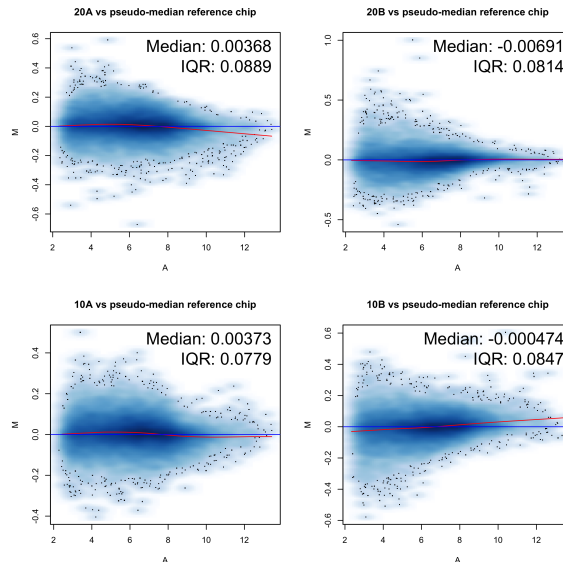 20A vs pseudo-median reference chip
Median: 0.00368
IQR: 0.0889
M
0.6
0.4
0.2
0.0
-0.2
-0.4
-0.6
2 4 6 8 10 12
A
20B vs pseudo-median reference chip
Median: -0.00691
IQR: 0.0814
M
1.0
0.5
0.0
-0.5
2 4 6 8 10 12
A
10A vs pseudo-median reference chip
Median: 0.00373
IQR: 0.0779
M
0.4
0.2
0.0
-0.2
-0.4
2 4 6 8 10 12
A
10B vs pseudo-median reference chip
Median: -0.000474
IQR: 0.0847
M
0.6
0.4
0.2
0.0
-0.2
-0.4
-0.6
2 4 6 8 10 12
A